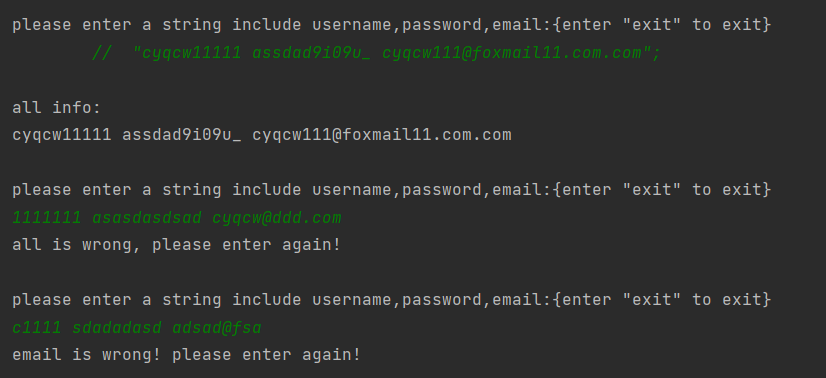 please enter a string include username,password,email:{enter "exit" to exit}
//  "cyqcw11111 assdad9i09u_ cyqcw111@foxmail11.com.com";
all info:
cyqcw11111 assdad9i09u_ cyqcw111@foxmail11.com.com
please enter a string include username,password,email:{enter "exit" to exit}
1111111 asasdasdsad cyqcw@ddd.com
all is wrong, please enter again!
please enter a string include username,password,email:{enter "exit" to exit}
c1111 sdadadasd adsad@fsa
email is wrong! please enter again!